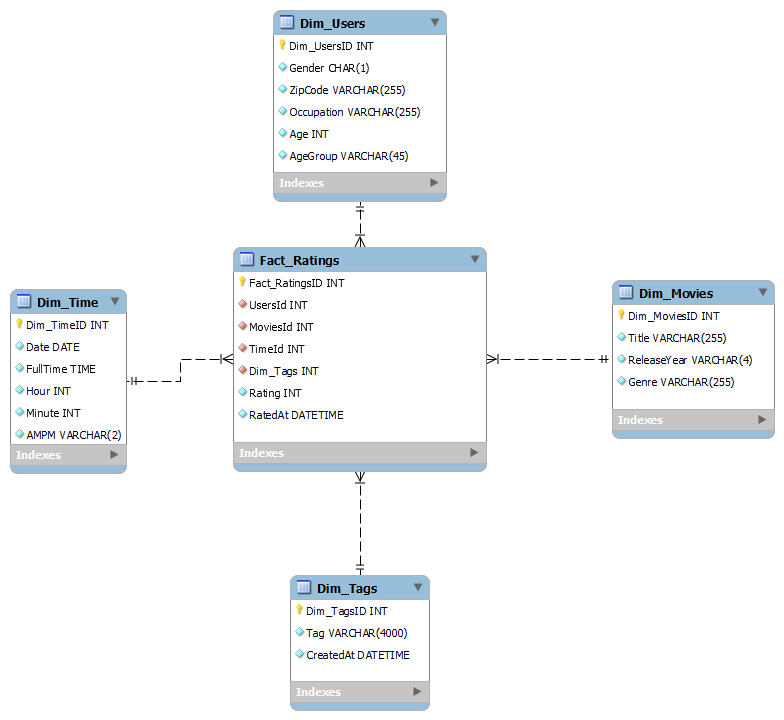 Dim_Users
Dim_UsersID INT
Gender CHAR(1)
ZipCode VARCHAR(255)
Occupation VARCHAR(255)
Age INT
AgeGroup VARCHAR(45)
Indexes
Fact_Ratings
Fact_RatingsID INT
UsersId INT
MoviesId INT
TimeId INT
Dim_Tags INT
Rating INT
RatedAt DATETIME
Indexes
Dim_Time
Dim_TimeID INT
Date DATE
FullTime TIME
Hour INT
Minute INT
AMPM VARCHAR(2)
Indexes
Dim_Movies
Dim_MoviesID INT
Title VARCHAR(255)
ReleaseYear VARCHAR(4)
Genre VARCHAR(255)
Indexes
Dim_Tags
Dim_TagsID INT
Tag VARCHAR(4000)
CreatedAt DATETIME
Indexes